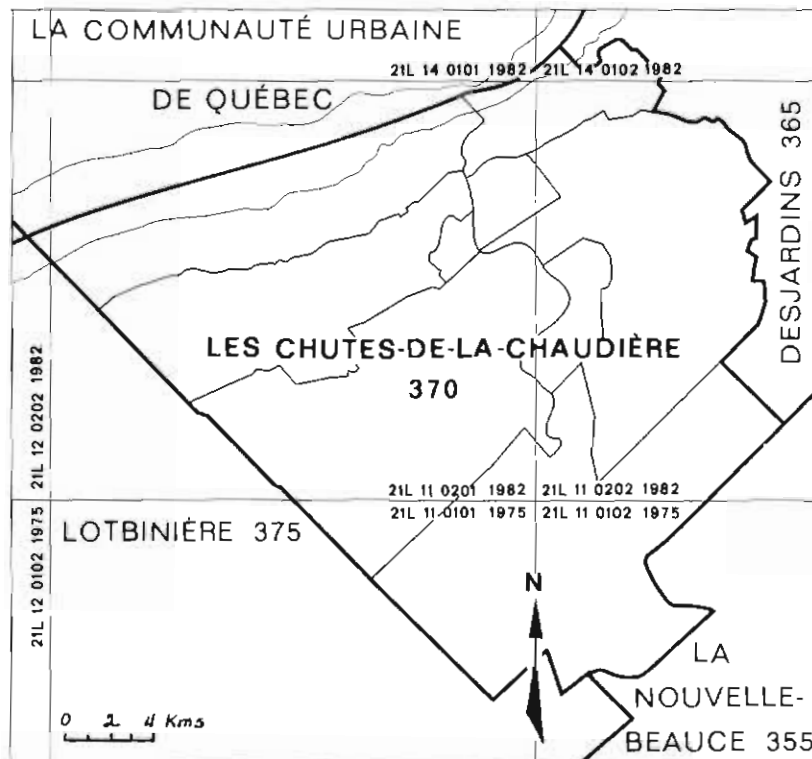 LA COMMUNAUTÉ URBAINE
21L 14 0101 1982 21L 14 0102 1982
DE QUÉBEC
DESJARDINS 365
LES CHUTES-DE-LA-CHAUDIÈRE
370
21L 12 0202 1982
21L 11 0201 1982 21L 11 0202 1982
21L 11 0101 1975 21L 11 0102 1975
LOTBINIÈRE 375
21L 12 0102 1975
N
LA
NOUVELLE-
BEAUCE 355
0 2 4 Kms